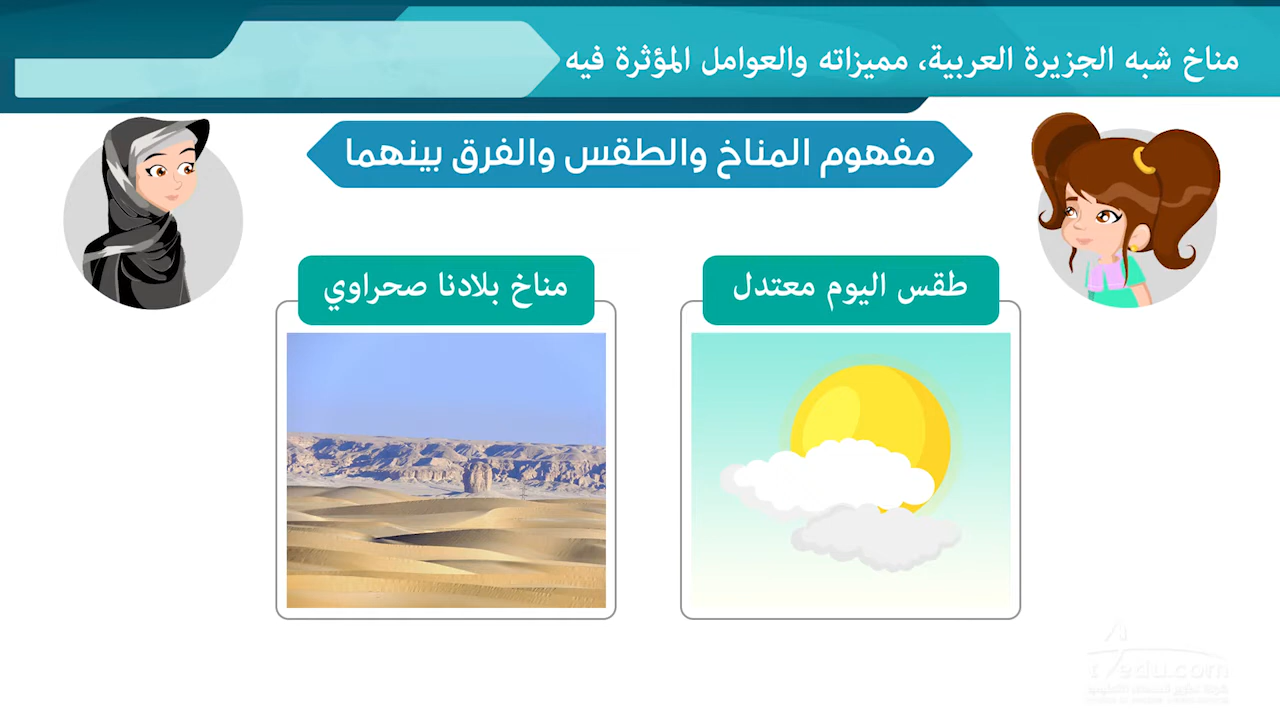 مناخ شبه الجزيرة العربية، مميزاته والعوامل المؤثرة فيه
مفهوم المناخ والطقس والفرق بينهما
طقس اليوم معتدل
مناخ بلادنا صحراوي